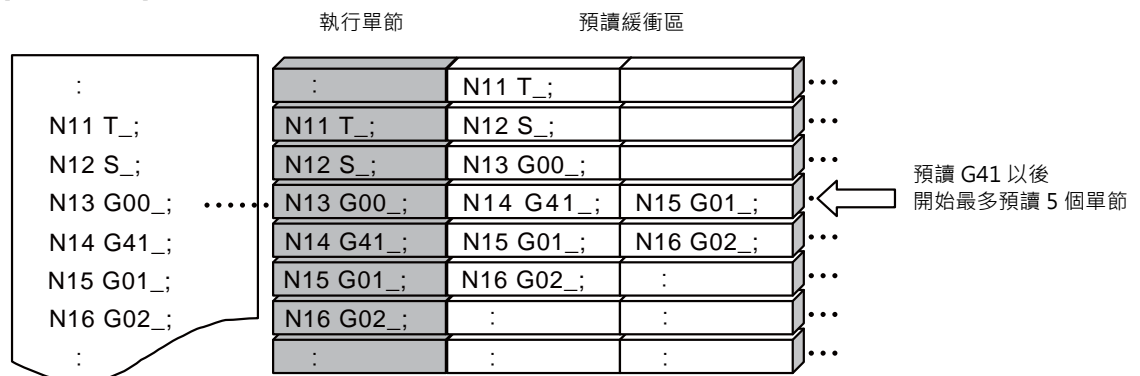 執行單節 預讀緩衝區
:
N11 T_;
N12 S_;
N13 G00_; ······
N14 G41_;
N15 G01_;
N16 G02_;
:
: N11 T_; ···
N11 T_; N12 S_; ···
N12 S_; N13 G00_; ···
N13 G00_; N14 G41_; N15 G01_; ·
N14 G41_; N15 G01_; N16 G02_; ···
N15 G01_; N16 G02_; : ···
N16 G02_; : : ···
: : : ···
預讀 G41 以後
開始最多預讀 5 個單節